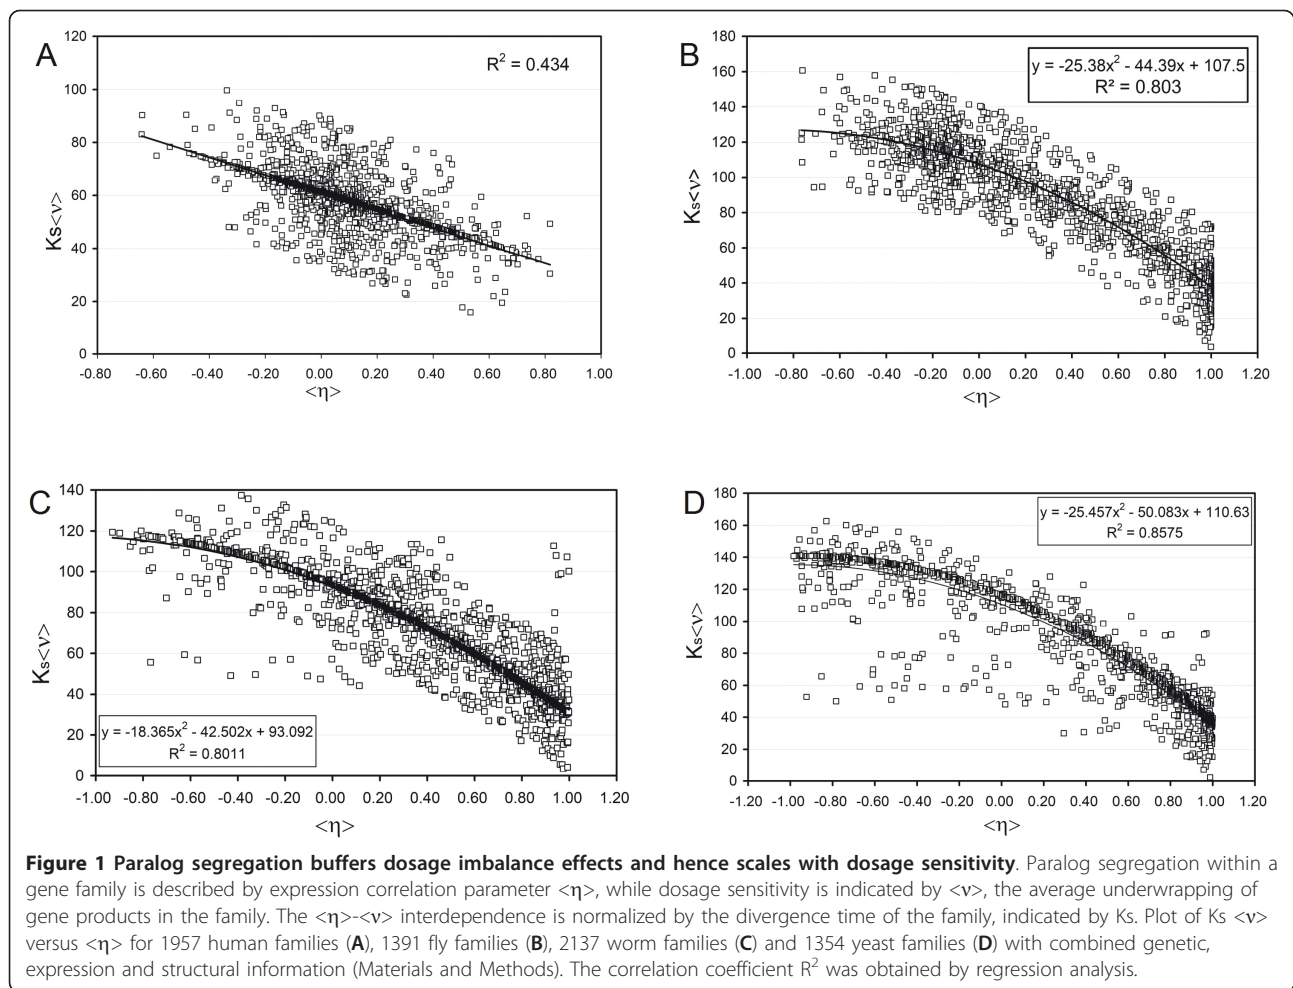 A
120
100
80
60
40
20
0
Ks<ν>
R² = 0.434
-0.80 -0.60 -0.40 -0.20 0.00 0.20 0.40 0.60 0.80 1.00
<η>
B
180
160
140
120
100
80
60
40
20
0
Ks<ν>
y = -25.38x² - 44.39x + 107.5
R² = 0.803
-1.00 -0.80 -0.60 -0.40 -0.20 0.00 0.20 0.40 0.60 0.80 1.00 1.20
<η>
C
140
120
100
80
60
40
20
0
Ks<ν>
y = -18.365x² - 42.502x + 93.092
R² = 0.8011
-1.00 -0.80 -0.60 -0.40 -0.20 0.00 0.20 0.40 0.60 0.80 1.00 1.20
<η>
D
180
160
140
120
100
80
60
40
20
0
Ks<ν>
y = -25.457x² - 50.083x + 110.63
R² = 0.8575
-1.20 -1.00 -0.80 -0.60 -0.40 -0.20 0.00 0.20 0.40 0.60 0.80 1.00 1.20
<η>
Figure 1 Paralog segregation buffers dosage imbalance effects and hence scales with dosage sensitivity. Paralog segregation within a
gene family is described by expression correlation parameter <η>, while dosage sensitivity is indicated by <ν>, the average underwrapping of
gene products in the family. The <η>-<ν> interdependence is normalized by the divergence time of the family, indicated by Ks. Plot of Ks <ν>
versus <η> for 1957 human families (A), 1391 fly families (B), 2137 worm families (C) and 1354 yeast families (D) with combined genetic,
expression and structural information (Materials and Methods). The correlation coefficient R² was obtained by regression analysis.